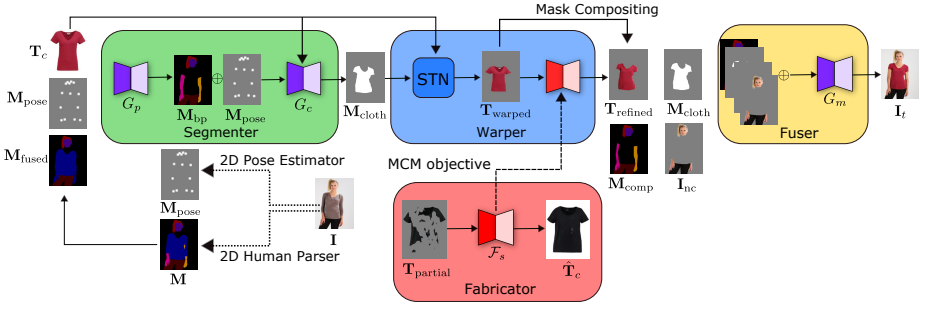 Mask Compositing
T_c
M_pose
M_fused
G_p
M_bp
⊕
M_pose
G_c
Segmenter
M_cloth
STN
T_warped
Warper
T_refined
M_cloth
M_comp
I_nc
⊕
G_m
Fuser
I_t
2D Pose Estimator
M_pose
I
2D Human Parser
M
MCM objective
T_partial
F_s
T̂_c
Fabricator